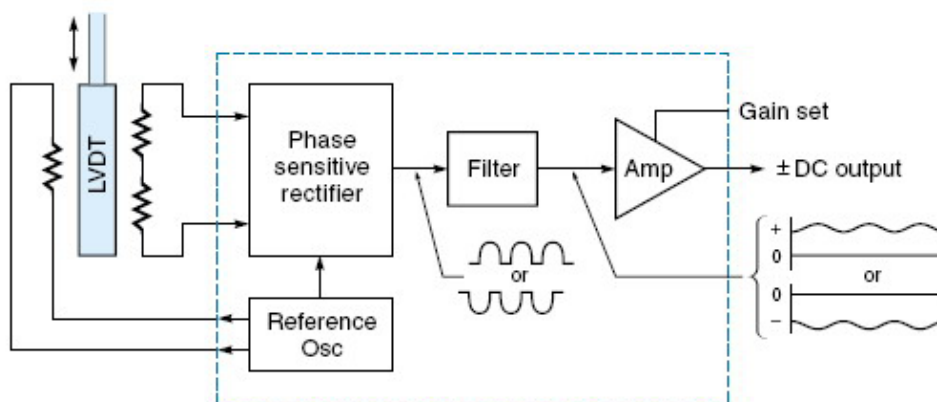 LVDT
Phase
sensitive
rectifier
Filter
Amp
Gain set
± DC output
Reference
Osc
or
+
0
or
0
−